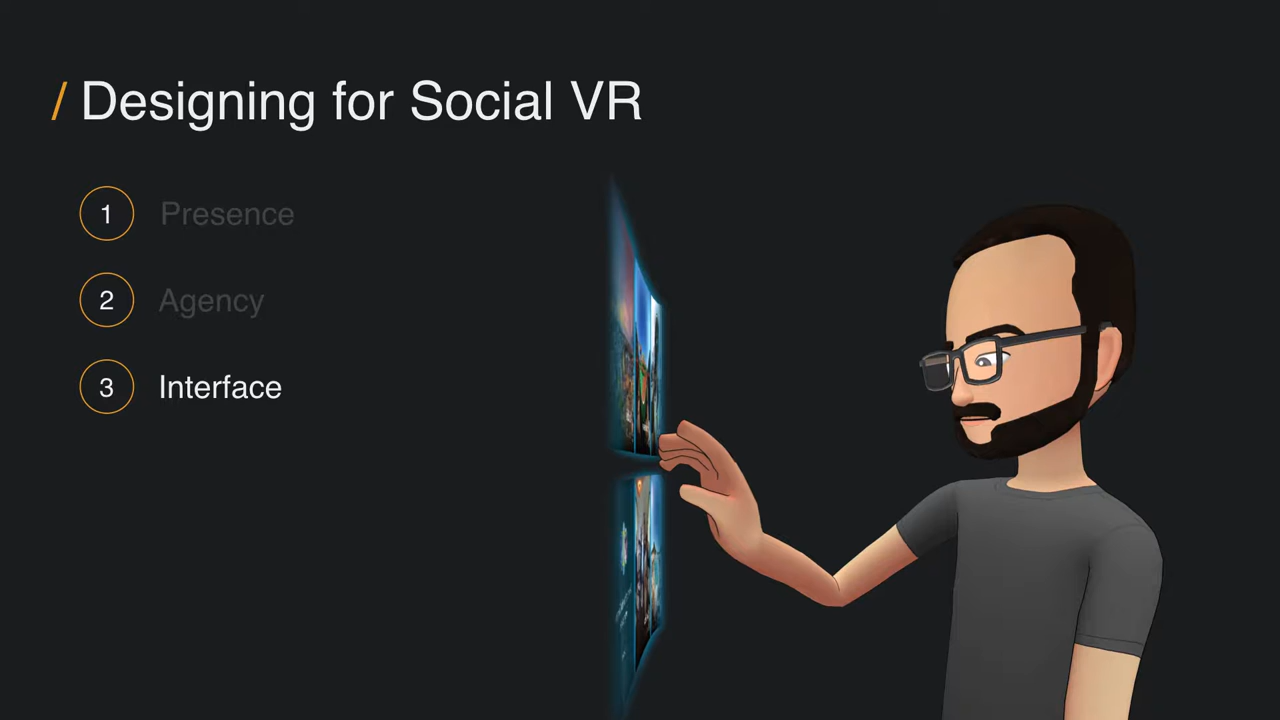 / Designing for Social VR
1 Presence
2 Agency
3 Interface